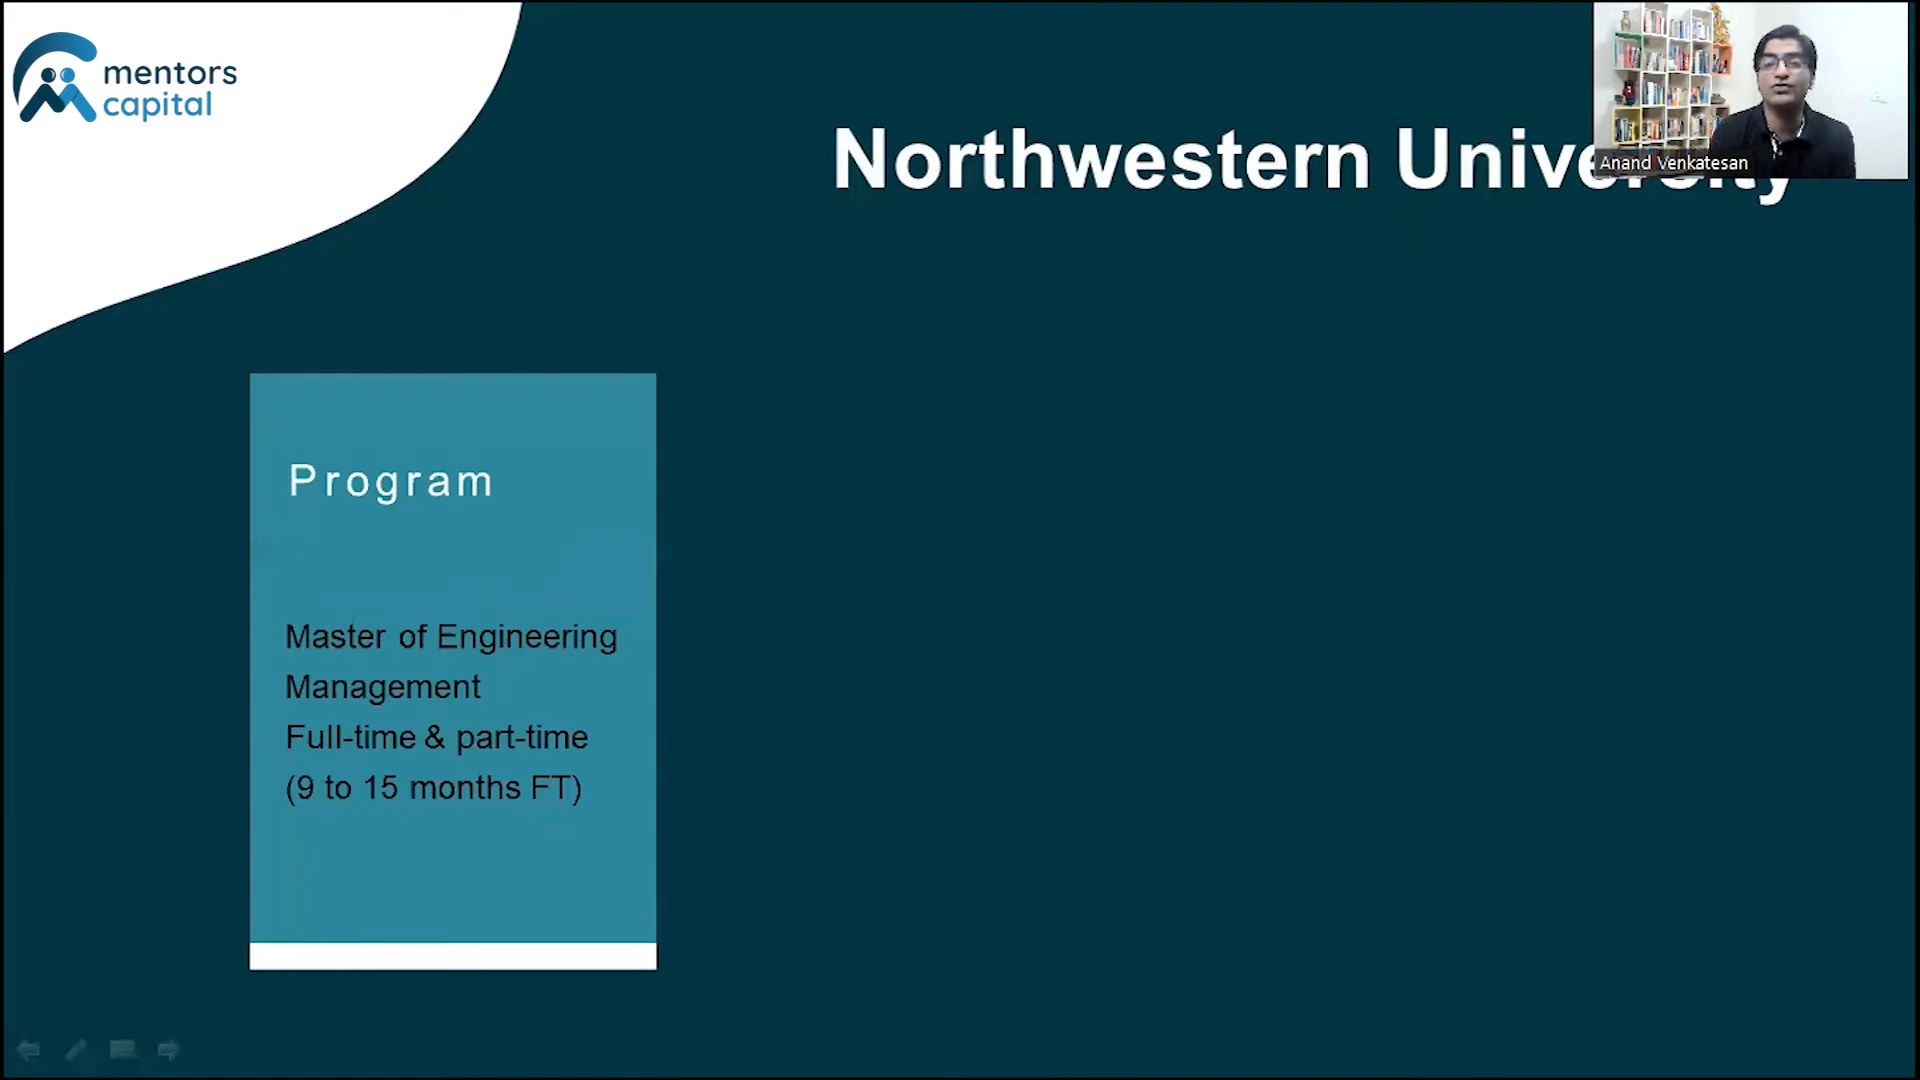 mentors
capital
Northwestern University
Anand Venkatesan
Program
Master of Engineering
Management
Full-time & part-time
(9 to 15 months FT)